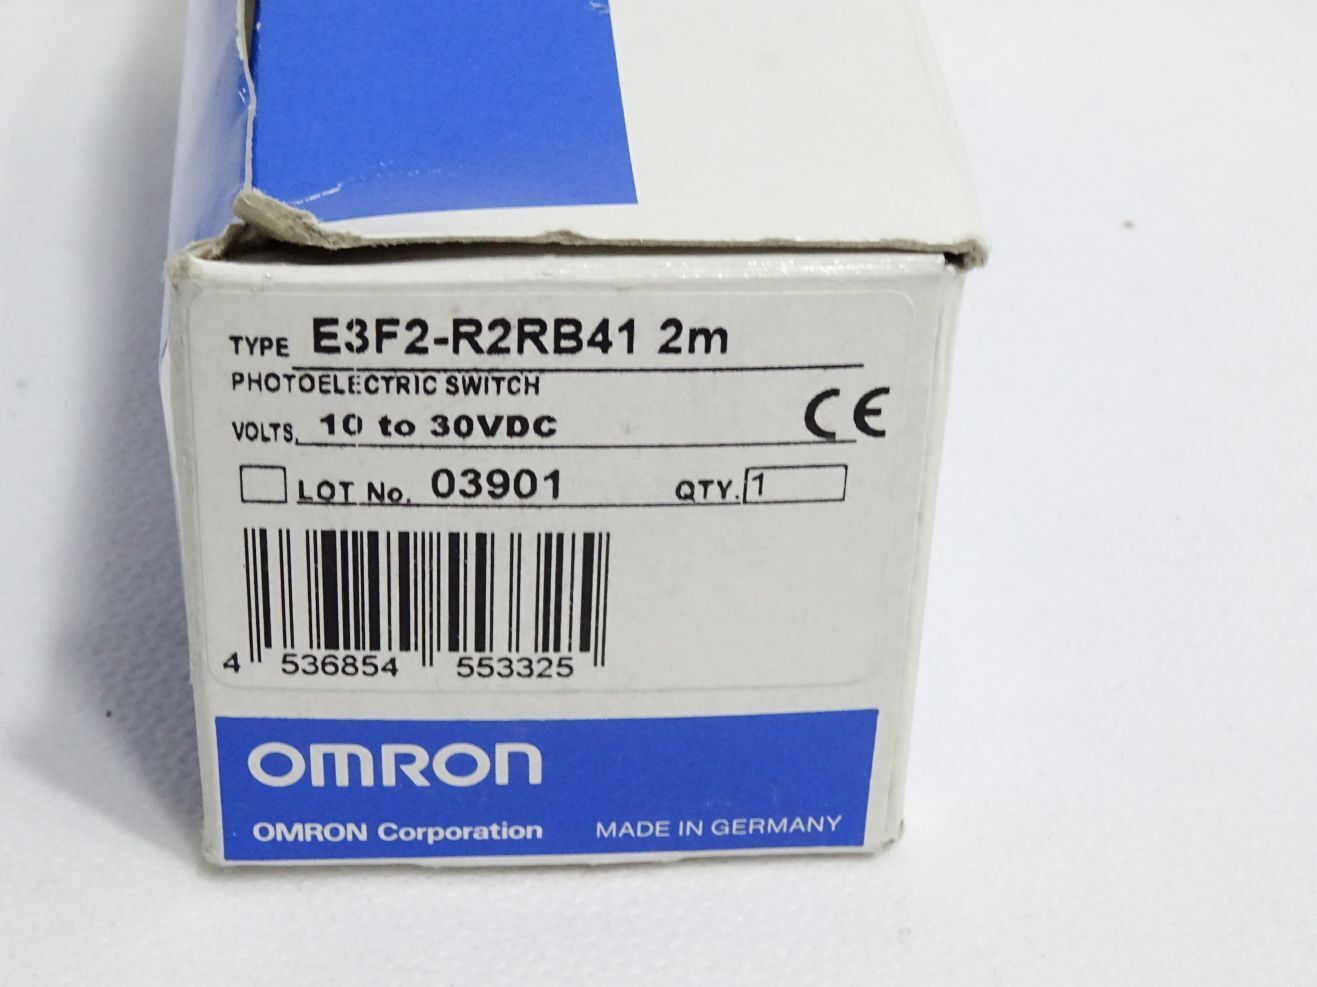 TYPE E3F2-R2RB41 2m
PHOTOELECTRIC SWITCH
VOLTS. 10 to 30VDC
CE
LOT No. 03901 QTY. 1
4 536854 553325
OMRON
OMRON Corporation MADE IN GERMANY